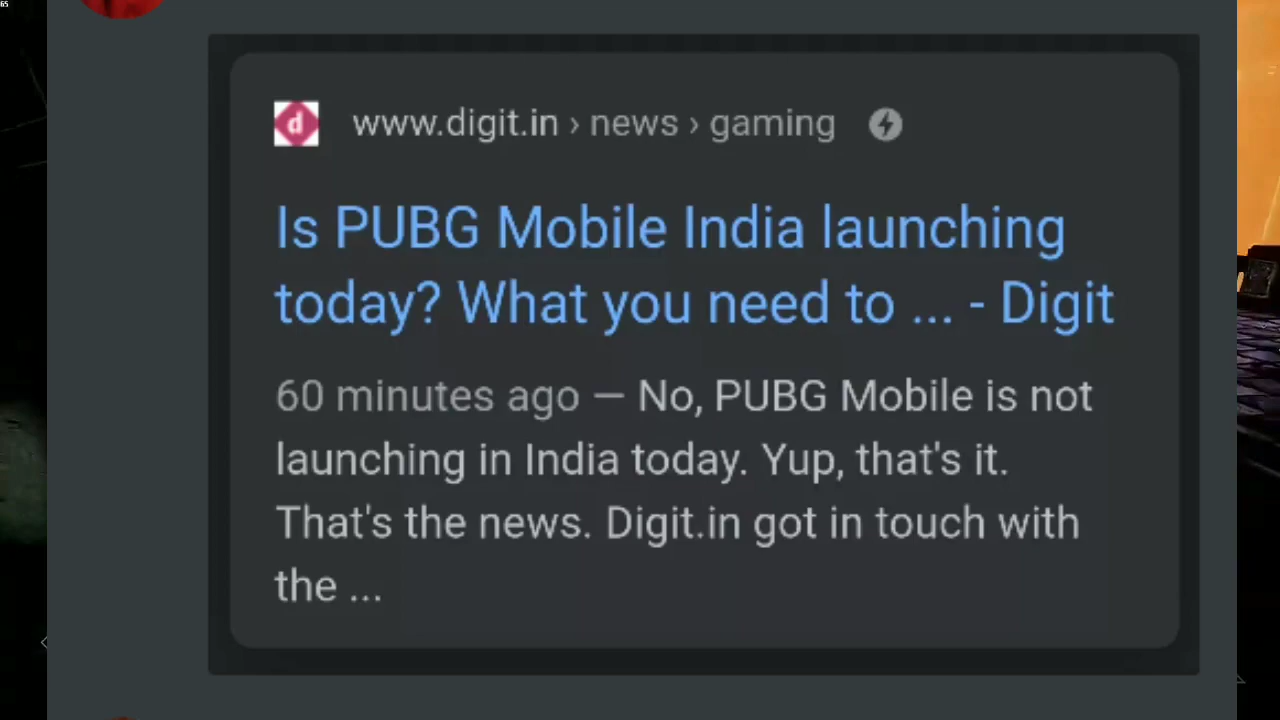 65
d
www.digit.in › news › gaming
Is PUBG Mobile India launching
today? What you need to ... - Digit
60 minutes ago — No, PUBG Mobile is not
launching in India today. Yup, that's it.
That's the news. Digit.in got in touch with
the ...